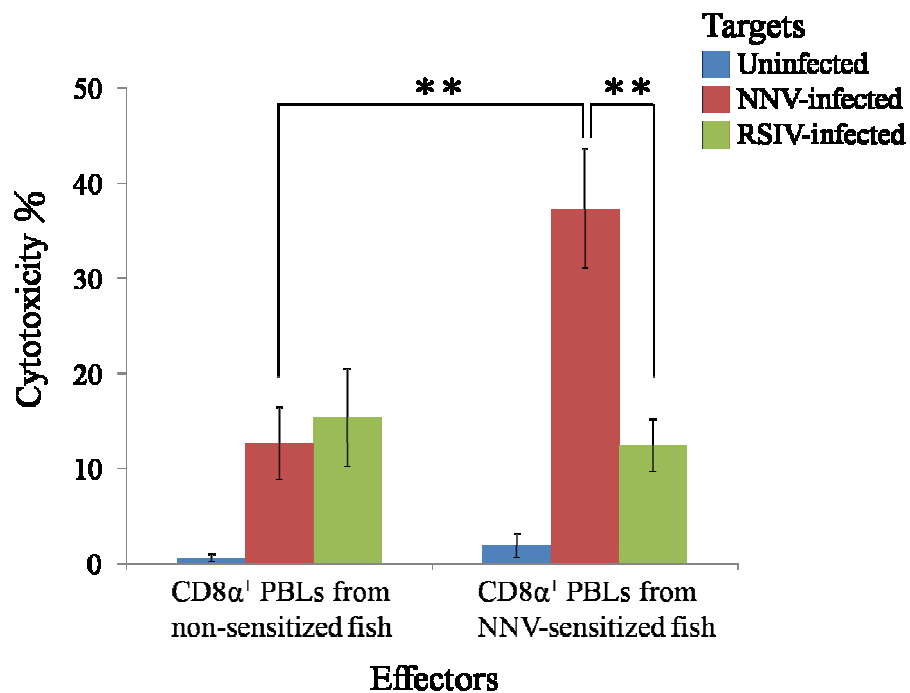 Targets
Uninfected
NNV-infected
RSIV-infected
** **
50
40
30
20
10
0
Cytotoxicity %
CD8α⁺ PBLs from
non-sensitized fish
CD8α⁺ PBLs from
NNV-sensitized fish
Effectors